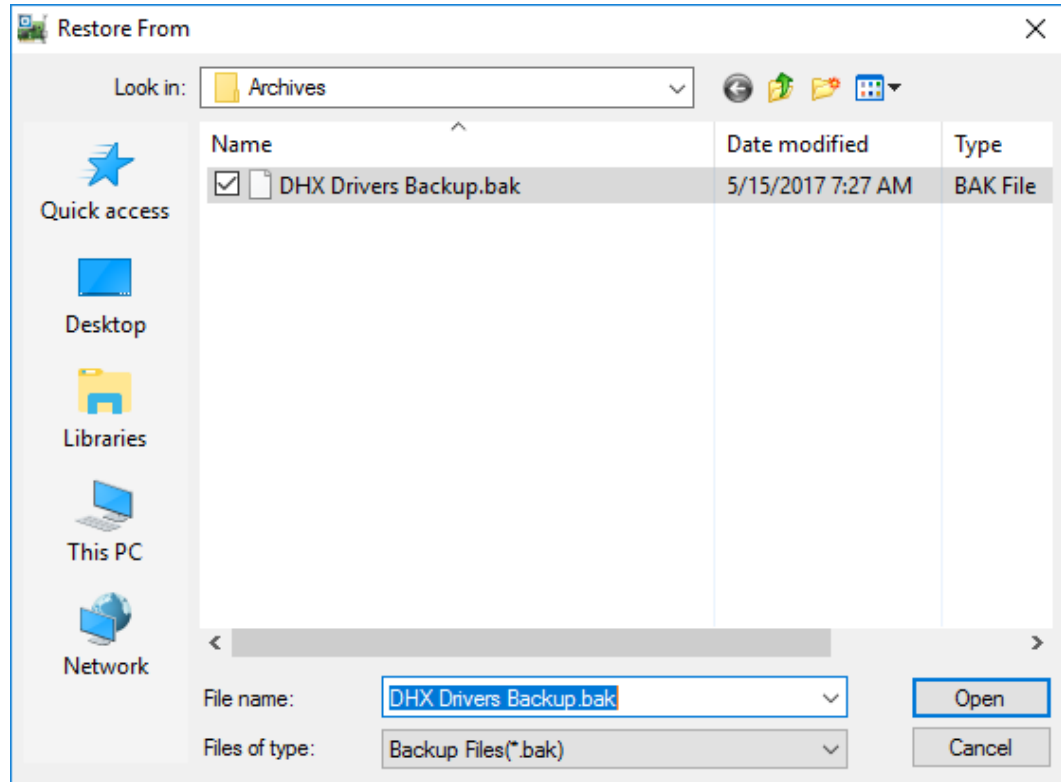 Restore From
Look in: Archives
Name Date modified Type
DHX Drivers Backup.bak 5/15/2017 7:27 AM BAK File
Quick access
Desktop
Libraries
This PC
Network
File name: DHX Drivers Backup.bak Open
Files of type: Backup Files(*.bak) Cancel